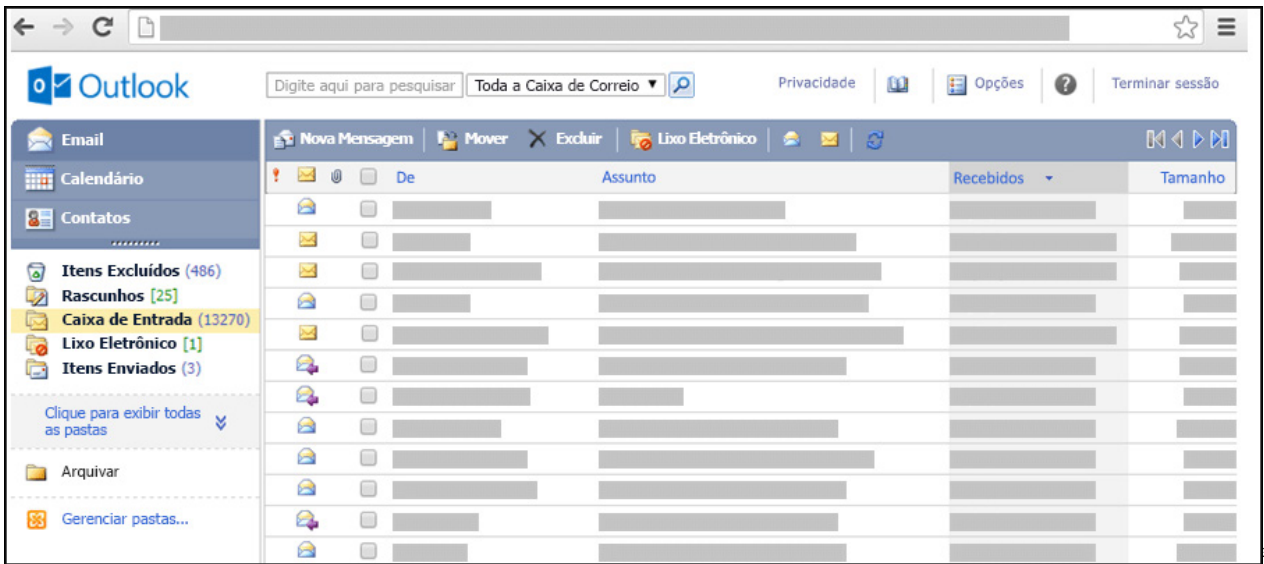 Outlook
Digite aqui para pesquisar Toda a Caixa de Correio Privacidade Opções Terminar sessão
Email
Nova Mensagem Mover Excluir Lixo Eletrônico
Calendário
De Assunto Recebidos Tamanho
Contatos
Itens Excluídos (486)
Rascunhos [25]
Caixa de Entrada (13270)
Lixo Eletrônico [1]
Itens Enviados (3)
Clique para exibir todas
as pastas
Arquivar
Gerenciar pastas...